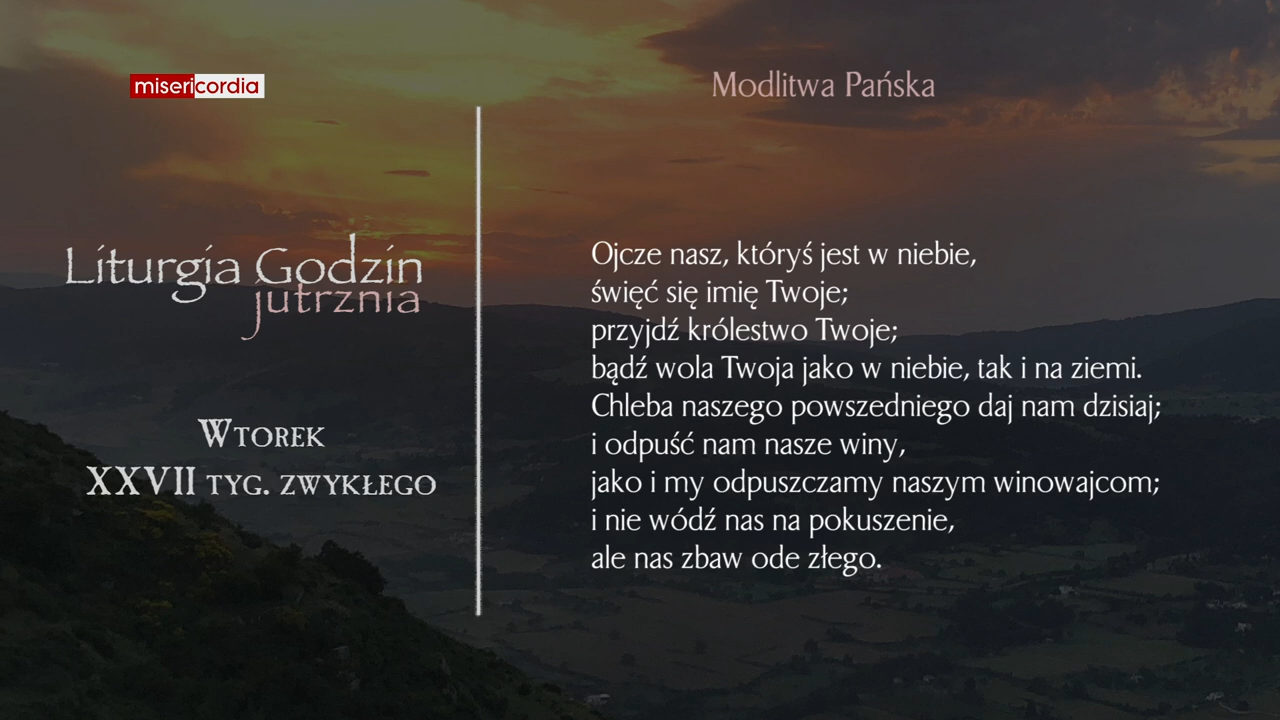 misericordia
Liturgia Godzin
jutrznia
Wtorek
XXVII tyg. zwykłego
Modlitwa Pańska
Ojcze nasz, któryś jest w niebie,
święć się imię Twoje;
przyjdź królestwo Twoje;
bądź wola Twoja jako w niebie, tak i na ziemi.
Chleba naszego powszedniego daj nam dzisiaj;
i odpuść nam nasze winy,
jako i my odpuszczamy naszym winowajcom;
i nie wódź nas na pokuszenie,
ale nas zbaw ode złego.